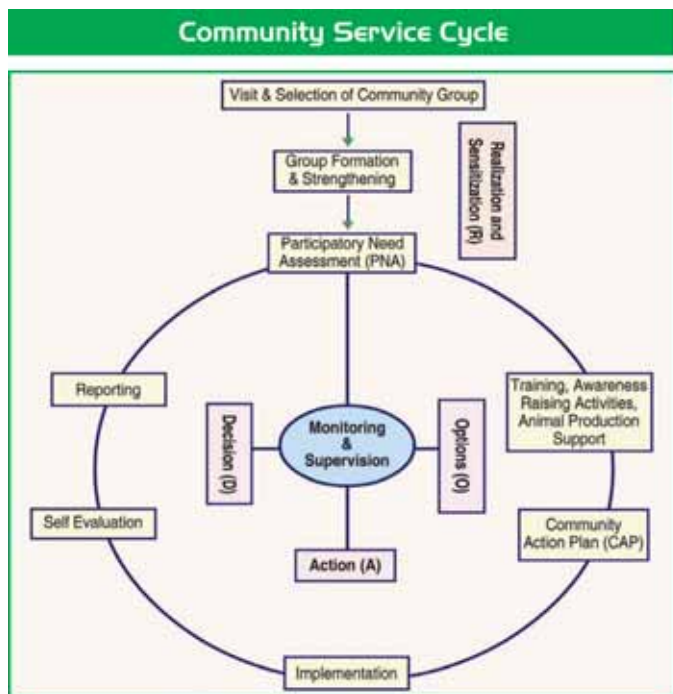 Community Service Cycle
Visit & Selection of Community Group
Group Formation
& Strengthening
Realization and
Sensitization (R)
Participatory Need
Assessment (PNA)
Reporting
Training, Awareness
Raising Activities,
Animal Production
Support
Decision (D)
Monitoring
&
Supervision
Options (O)
Self Evaluation
Community
Action Plan (CAP)
Action (A)
Implementation